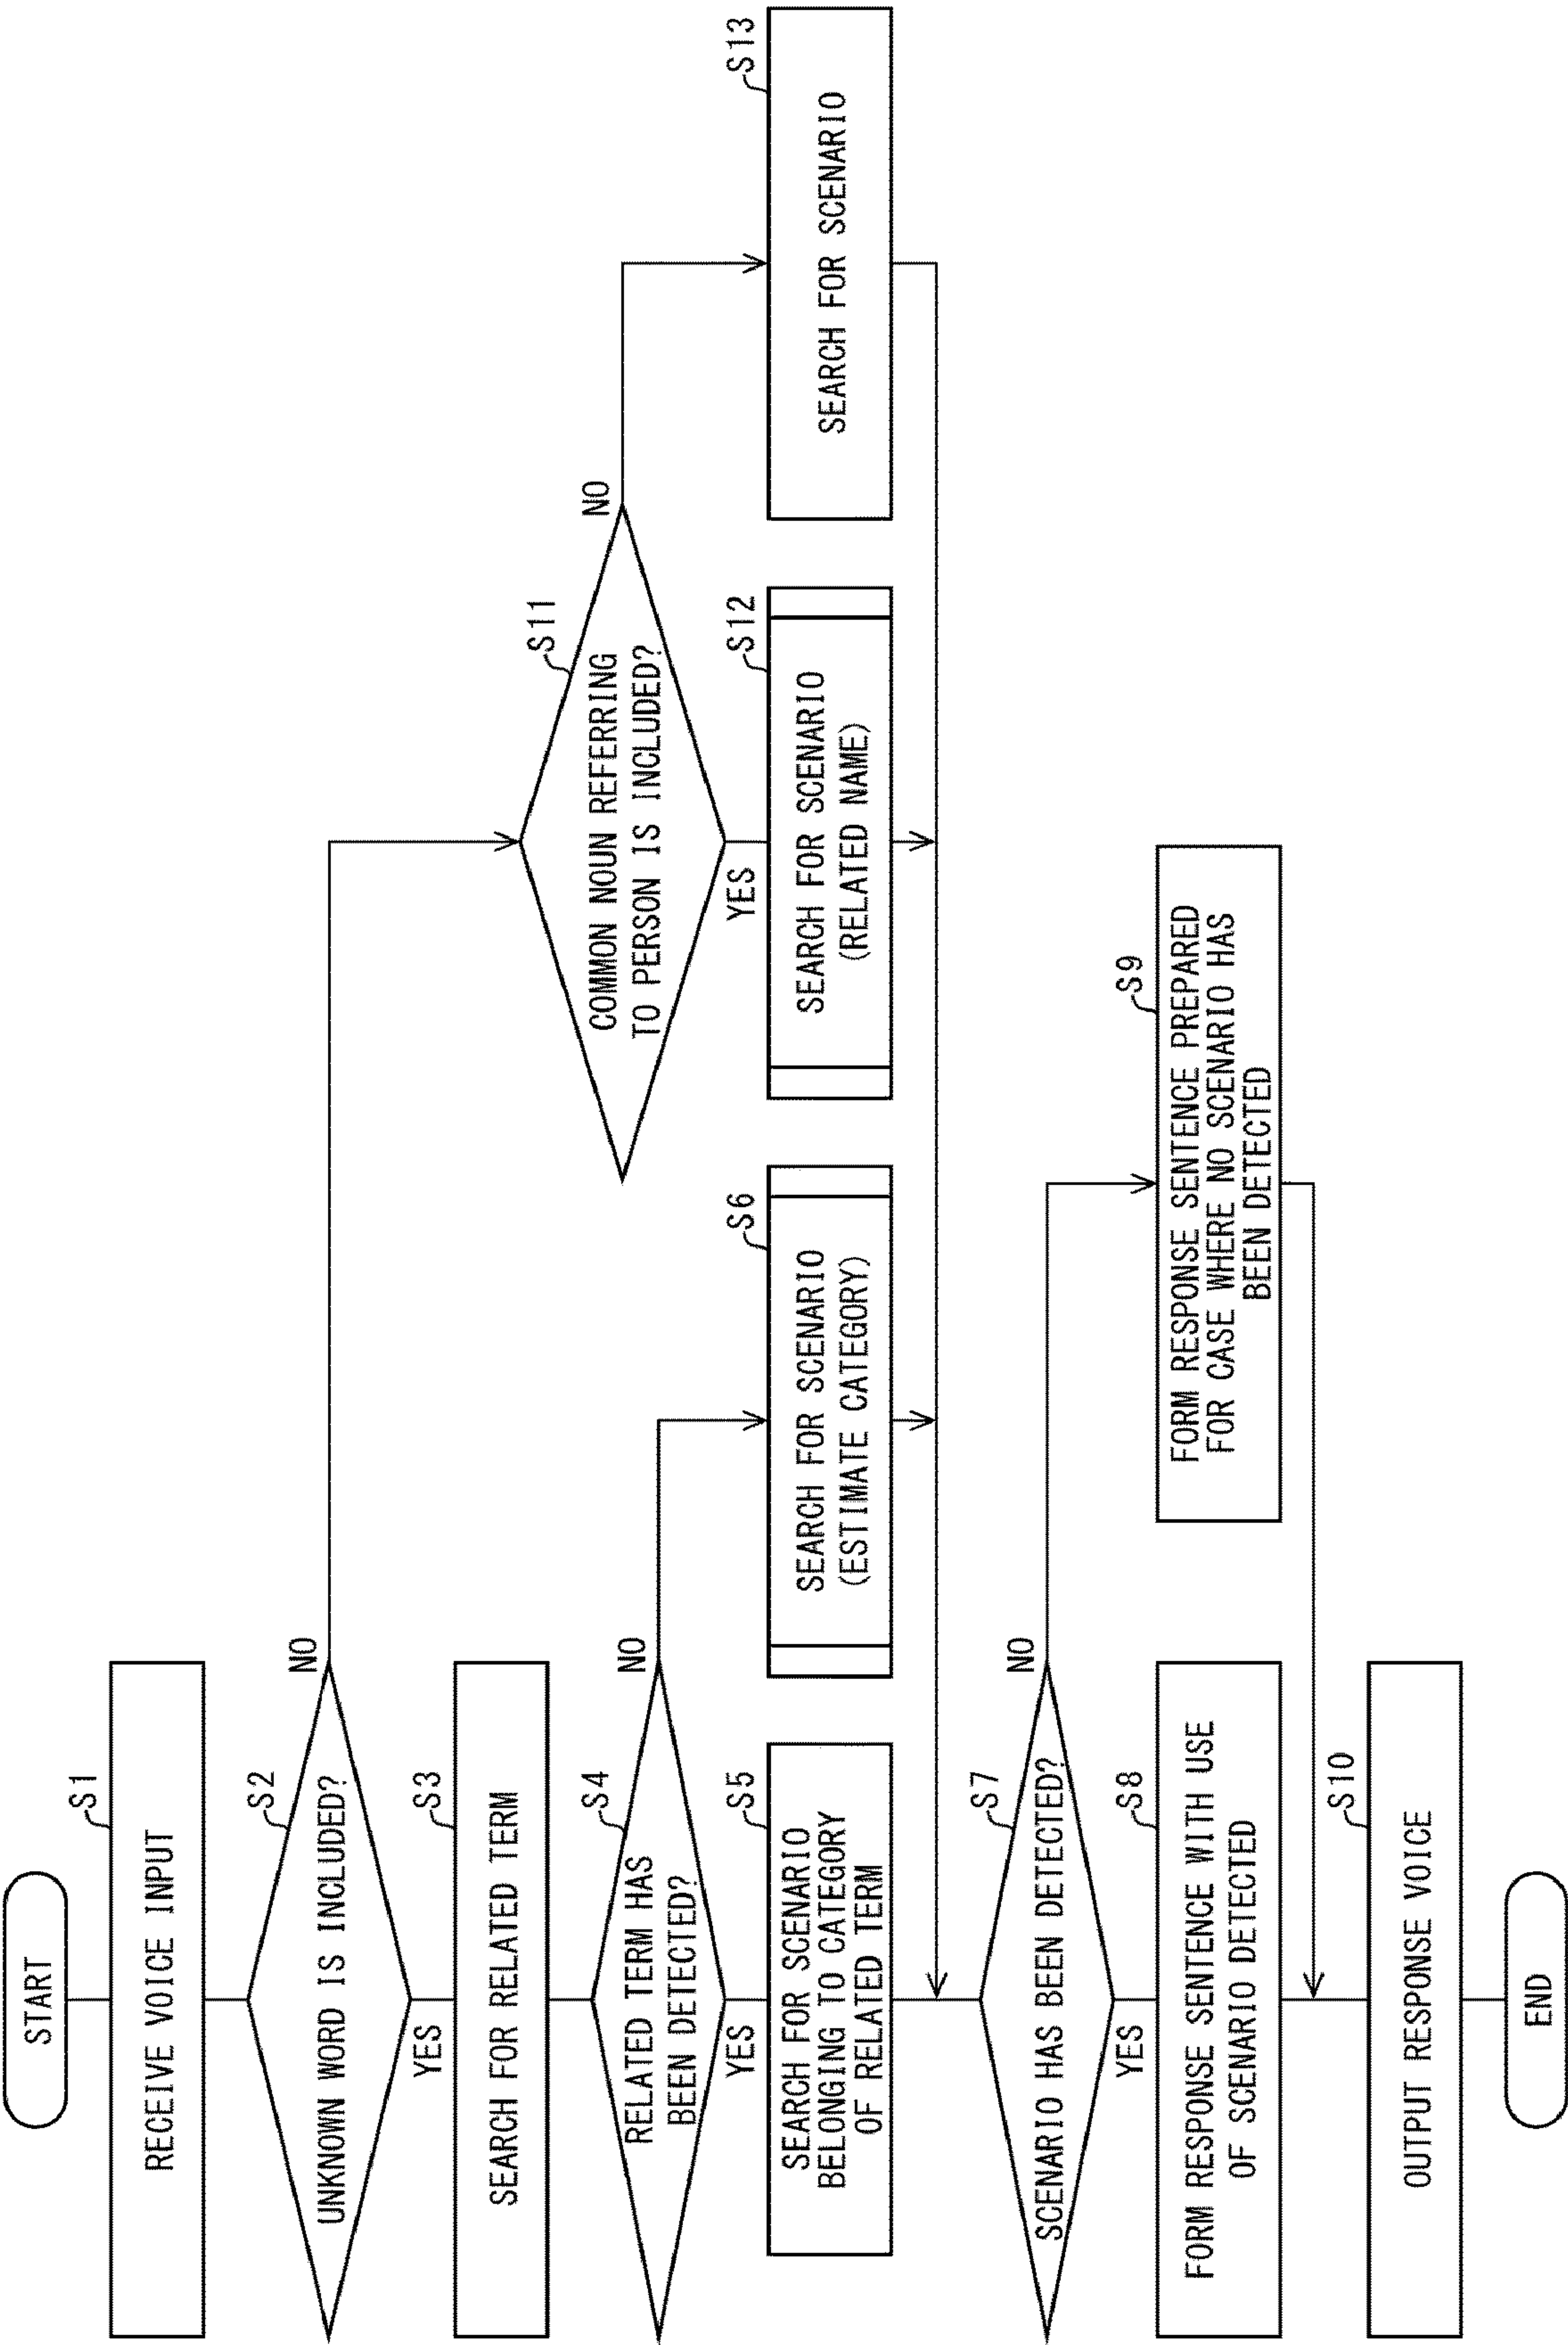 START
S1
RECEIVE VOICE INPUT
S2
UNKNOWN WORD IS INCLUDED?
NO
YES
S3
SEARCH FOR RELATED TERM
S4
RELATED TERM HAS
BEEN DETECTED?
NO
YES
S5
SEARCH FOR SCENARIO
BELONGING TO CATEGORY
OF RELATED TERM
S6
SEARCH FOR SCENARIO
(ESTIMATE CATEGORY)
S11
COMMON NOUN REFERRING
TO PERSON IS INCLUDED?
NO
YES
S12
SEARCH FOR SCENARIO
(RELATED NAME)
S13
SEARCH FOR SCENARIO
S7
SCENARIO HAS BEEN DETECTED?
NO
YES
S8
FORM RESPONSE SENTENCE WITH USE
OF SCENARIO DETECTED
S9
FORM RESPONSE SENTENCE PREPARED
FOR CASE WHERE NO SCENARIO HAS
BEEN DETECTED
S10
OUTPUT RESPONSE VOICE
END